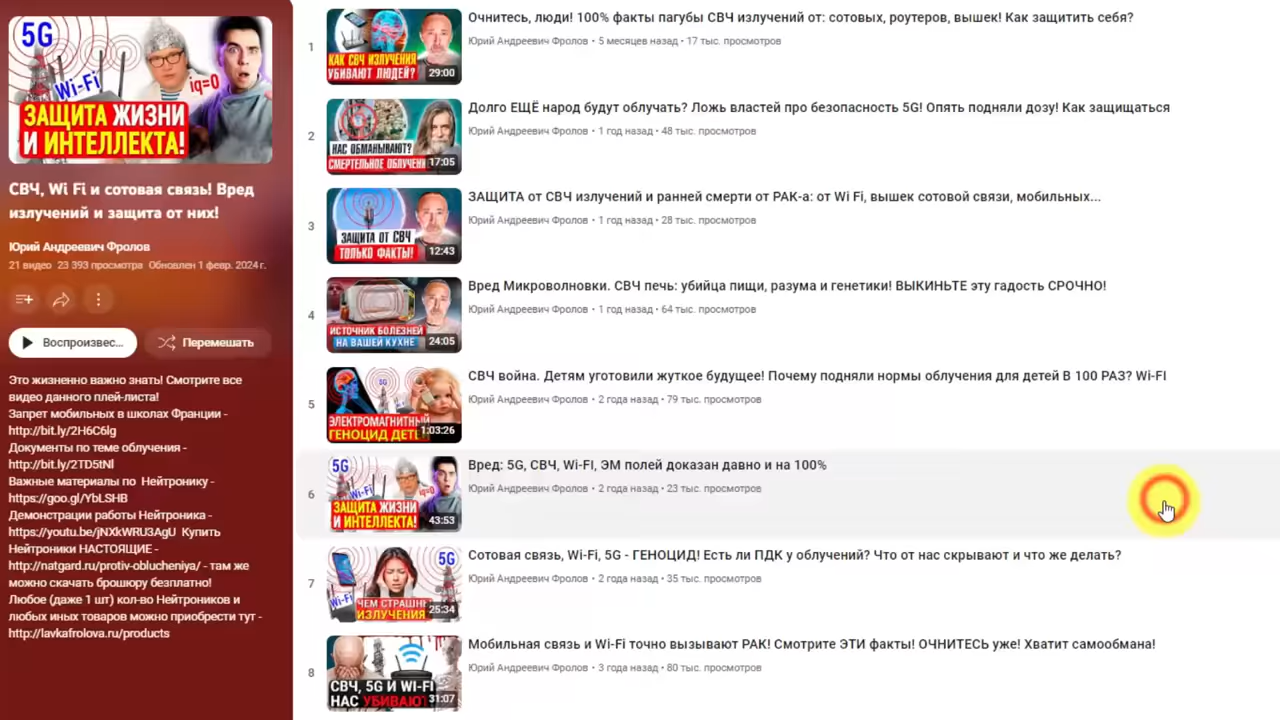 5G
Wi-Fi
iq=0
ЗАЩИТА ЖИЗНИ
И ИНТЕЛЛЕКТА!
СВЧ, Wi Fi и сотовая связь! Вред
излучений и защита от них!
Юрий Андреевич Фролов
21 видео 23 393 просмотра Обновлен 1 февр. 2024 г.
Воспроизвес...
Перемешать
Это жизненно важно знать! Смотрите все
видео данного плей-листа!
Запрет мобильных в школах Франции -
http://bit.ly/2H6C6lg
Документы по теме облучения -
http://bit.ly/2TD5tNl
Важные материалы по Нейтронику -
https://goo.gl/YbLSHB
Демонстрации работы Нейтроника -
https://youtu.be/jNXkWRU3AgU Купить
Нейтроники НАСТОЯЩИЕ -
http://natgard.ru/protiv-oblucheniya/ - там же
можно скачать брошюру бесплатно!
Любое (даже 1 шт) кол-во Нейтроников и
любых иных товаров можно приобрести тут -
http://lavkafrolova.ru/products
1
КАК СВЧ ИЗЛУЧЕНИЯ
УБИВАЮТ ЛЮДЕЙ?
29:00
Очнитесь, люди! 100% факты пагубы СВЧ излучений от: сотовых, роутеров, вышек! Как защитить себя?
Юрий Андреевич Фролов • 5 месяцев назад • 17 тыс. просмотров
2
НАС ОБМАНЫВАЮТ?
СМЕРТЕЛЬНОЕ ОБЛУЧЕНИ
17:05
Долго ЕЩЁ народ будут облучать? Ложь властей про безопасность 5G! Опять подняли дозу! Как защищаться
Юрий Андреевич Фролов • 1 год назад • 48 тыс. просмотров
3
ЗАЩИТА ОТ СВЧ
ТОЛЬКО ФАКТЫ!
12:43
ЗАЩИТА от СВЧ излучений и ранней смерти от РАК-а: от Wi Fi, вышек сотовой связи, мобильных...
Юрий Андреевич Фролов • 1 год назад • 28 тыс. просмотров
4
ИСТОЧНИК БОЛЕЗНЕЙ
НА ВАШЕЙ КУХНЕ
24:05
Вред Микроволновки. СВЧ печь: убийца пищи, разума и генетики! ВЫКИНЬТЕ эту гадость СРОЧНО!
Юрий Андреевич Фролов • 1 год назад • 64 тыс. просмотров
5
5G
ЭЛЕКТРОМАГНИТНЫЙ
ГЕНОЦИД ДЕТЕ
1:03:26
СВЧ война. Детям уготовили жуткое будущее! Почему подняли нормы облучения для детей В 100 РАЗ? Wi-FI
Юрий Андреевич Фролов • 2 года назад • 79 тыс. просмотров
6
5G
Wi-Fi
iq=0
ЗАЩИТА ЖИЗНИ
И ИНТЕЛЛЕКТА!
43:53
Вред: 5G, СВЧ, Wi-FI, ЭМ полей доказан давно и на 100%
Юрий Андреевич Фролов • 2 года назад • 23 тыс. просмотров
7
5G
Wi-Fi
ЧЕМ СТРАШН
ИЗЛУЧЕНИЯ
25:34
Сотовая связь, Wi-Fi, 5G - ГЕНОЦИД! Есть ли ПДК у облучений? Что от нас скрывают и что же делать?
Юрий Андреевич Фролов • 2 года назад • 35 тыс. просмотров
8
СВЧ, 5G И WI-FI
НАС УБИВАЮТ
31:07
Мобильная связь и Wi-Fi точно вызывают РАК! Смотрите ЭТИ факты! ОЧНИТЕСЬ уже! Хватит самообмана!
Юрий Андреевич Фролов • 3 года назад • 80 тыс. просмотров